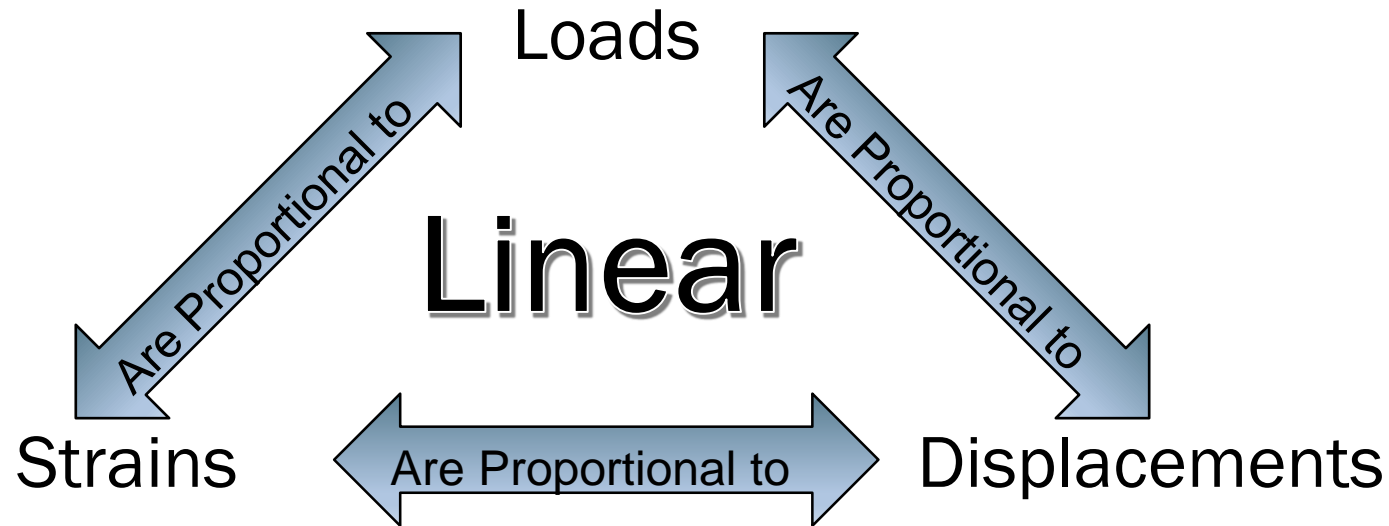 Loads
Are Proportional to
Are Proportional to
Linear
Strains
Are Proportional to
Displacements